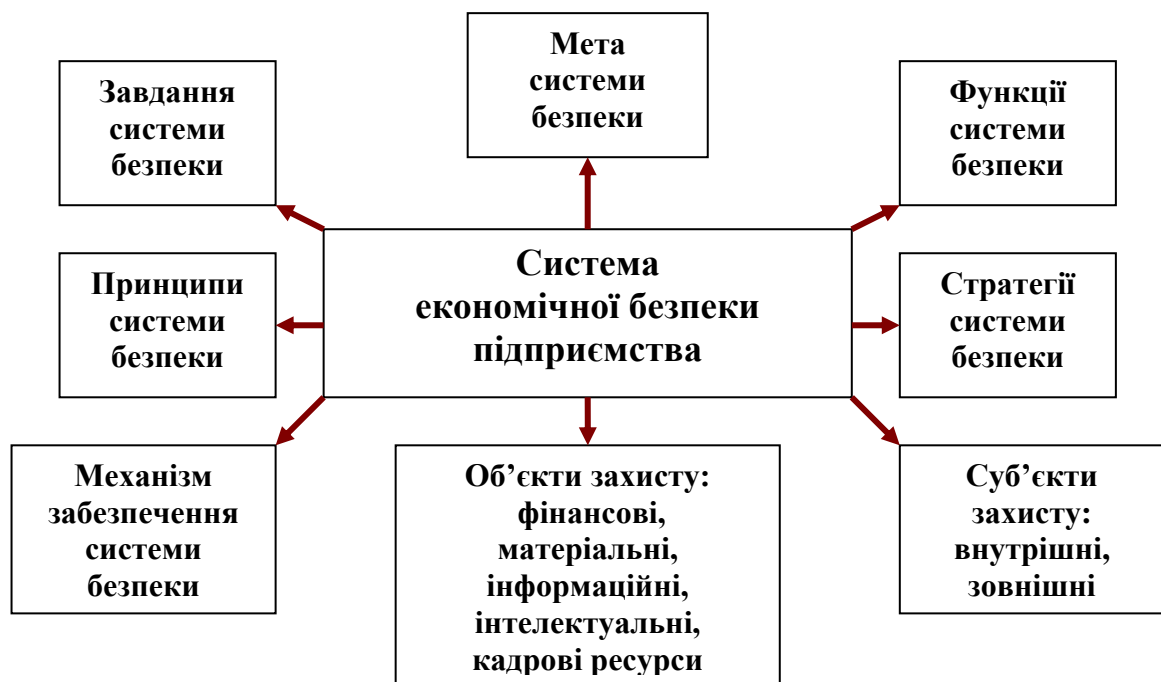 Мета
системи
безпеки
Завдання
системи
безпеки
Функції
системи
безпеки
Система
економічної безпеки
підприємства
Принципи
системи
безпеки
Стратегії
системи
безпеки
Механізм
забезпечення
системи
безпеки
Об’єкти захисту:
фінансові,
матеріальні,
інформаційні,
інтелектуальні,
кадрові ресурси
Суб’єкти
захисту:
внутрішні,
зовнішні